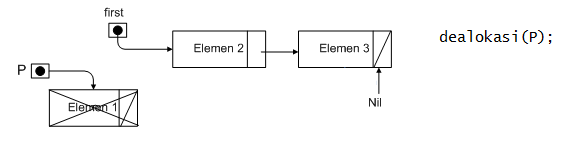 first
Elemen 2
Elemen 3
dealokasi(P);
P
Elemen 1
Nil